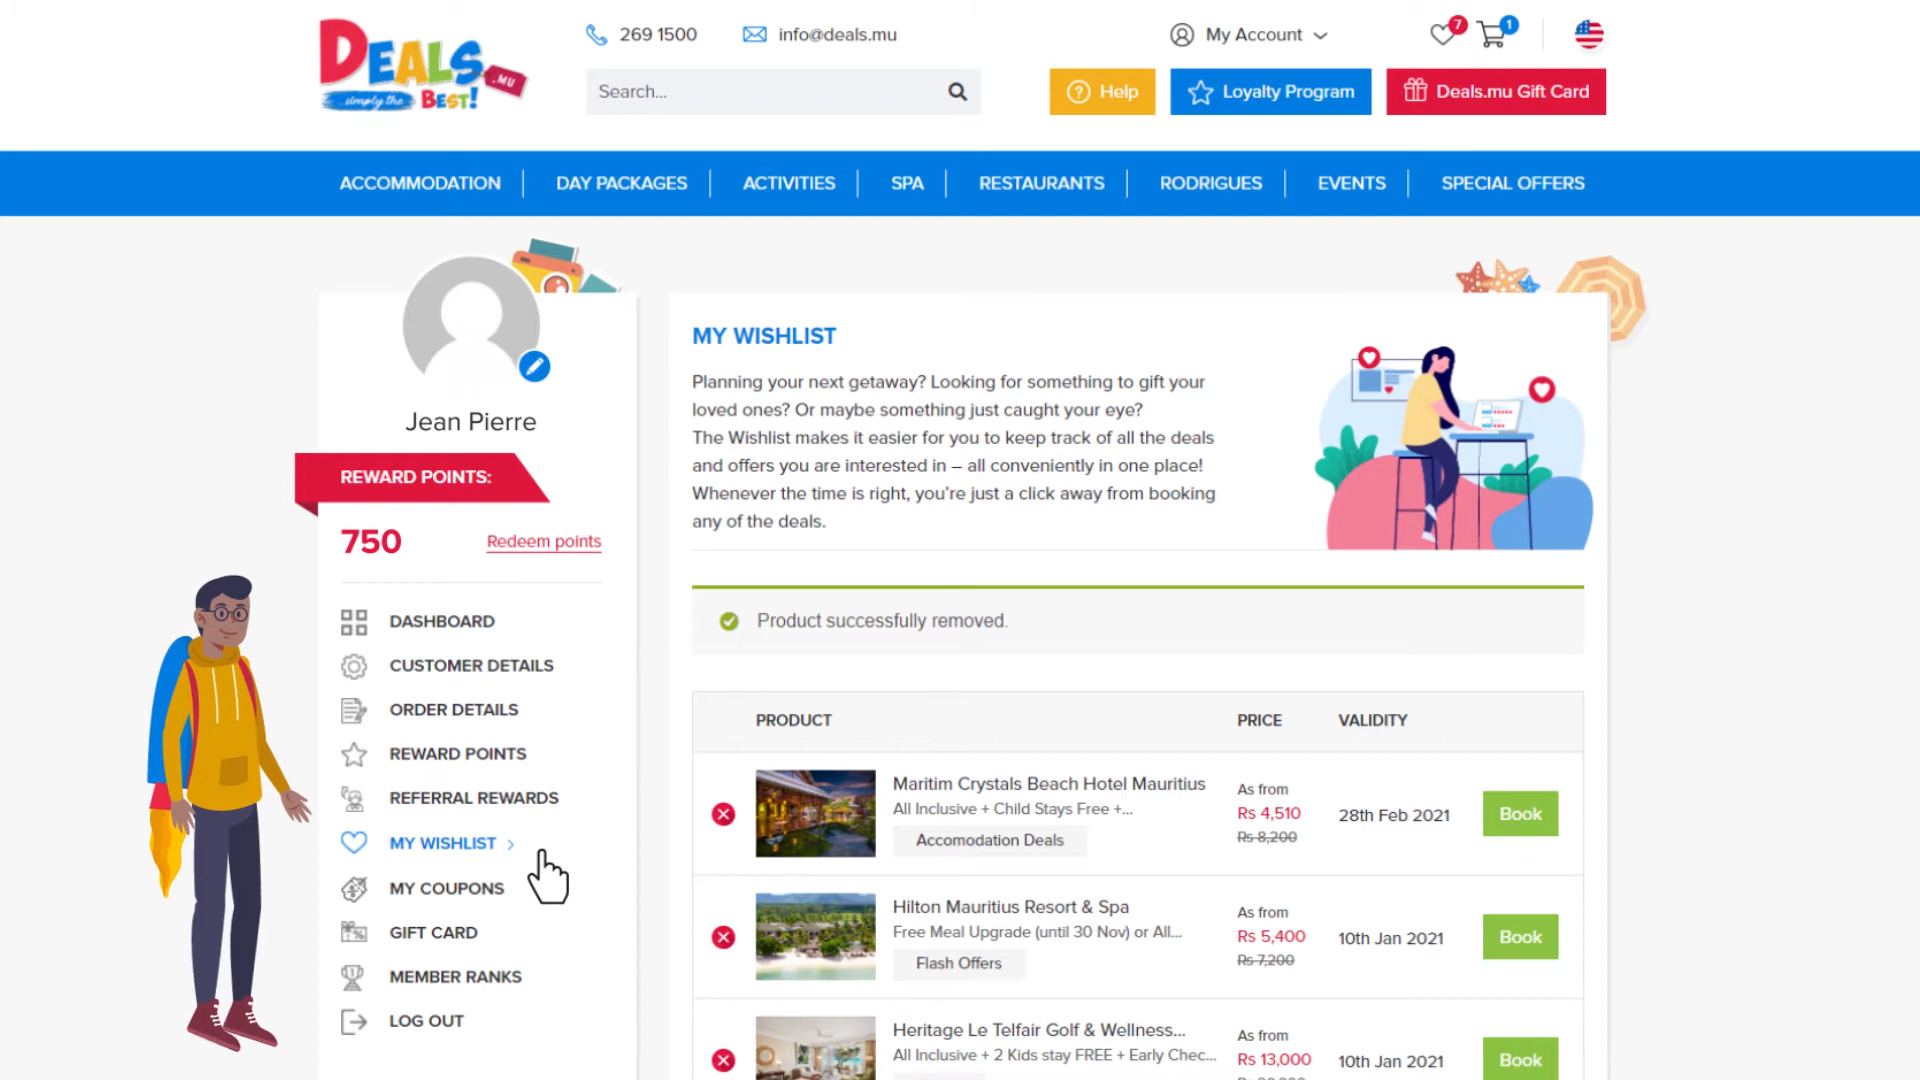 DEALS .MU
simply the BEST!
269 1500
info@deals.mu
My Account
7
1
Search...
Help
Loyalty Program
Deals.mu Gift Card
ACCOMMODATION
DAY PACKAGES
ACTIVITIES
SPA
RESTAURANTS
RODRIGUES
EVENTS
SPECIAL OFFERS
Jean Pierre
REWARD POINTS:
750
Redeem points
DASHBOARD
CUSTOMER DETAILS
ORDER DETAILS
REWARD POINTS
REFERRAL REWARDS
MY WISHLIST
MY COUPONS
GIFT CARD
MEMBER RANKS
LOG OUT
MY WISHLIST
Planning your next getaway? Looking for something to gift your
loved ones? Or maybe something just caught your eye?
The Wishlist makes it easier for you to keep track of all the deals
and offers you are interested in – all conveniently in one place!
Whenever the time is right, you're just a click away from booking
any of the deals.
Product successfully removed.
PRODUCT
PRICE
VALIDITY
Maritim Crystals Beach Hotel Mauritius
All Inclusive + Child Stays Free +...
Accomodation Deals
As from
Rs 4,510
Rs 8,200
28th Feb 2021
Book
Hilton Mauritius Resort & Spa
Free Meal Upgrade (until 30 Nov) or All...
Flash Offers
As from
Rs 5,400
Rs 7,200
10th Jan 2021
Book
Heritage Le Telfair Golf & Wellness...
All Inclusive + 2 Kids stay FREE + Early Chec...
As from
Rs 13,000
10th Jan 2021
Book